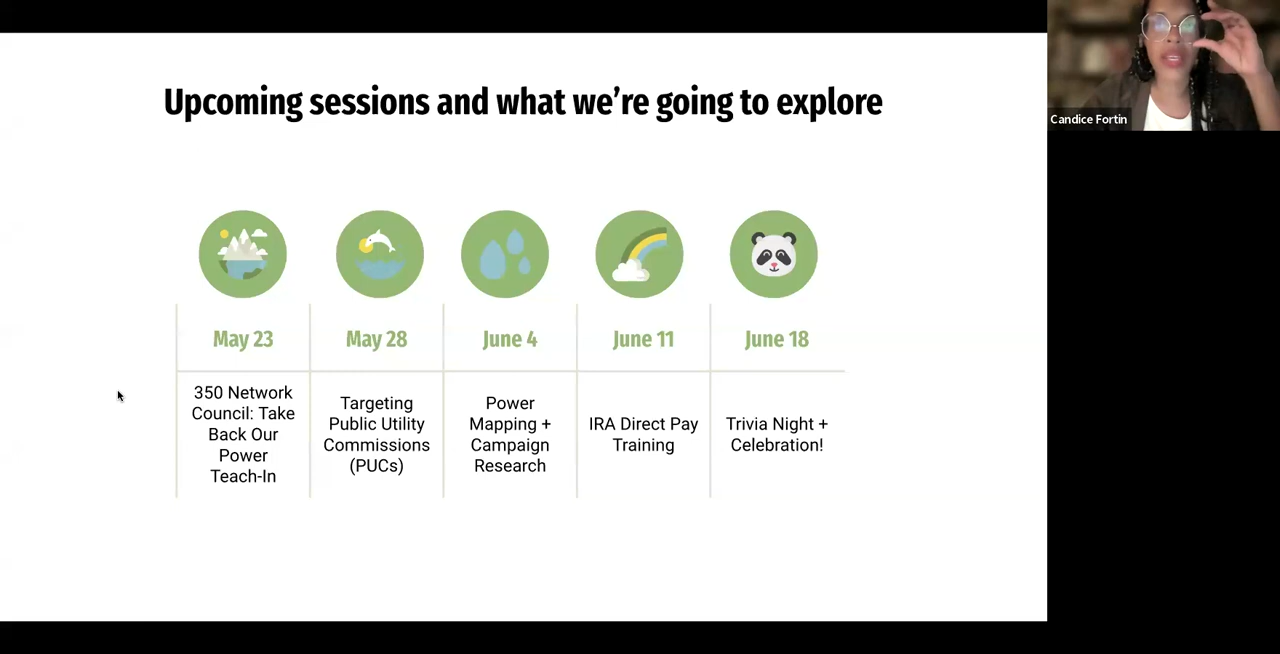 Upcoming sessions and what we’re going to explore
Candice Fortin
May 23
May 28
June 4
June 11
June 18
350 Network
Council: Take
Back Our
Power
Teach-In
Targeting
Public Utility
Commissions
(PUCs)
Power
Mapping +
Campaign
Research
IRA Direct Pay
Training
Trivia Night +
Celebration!